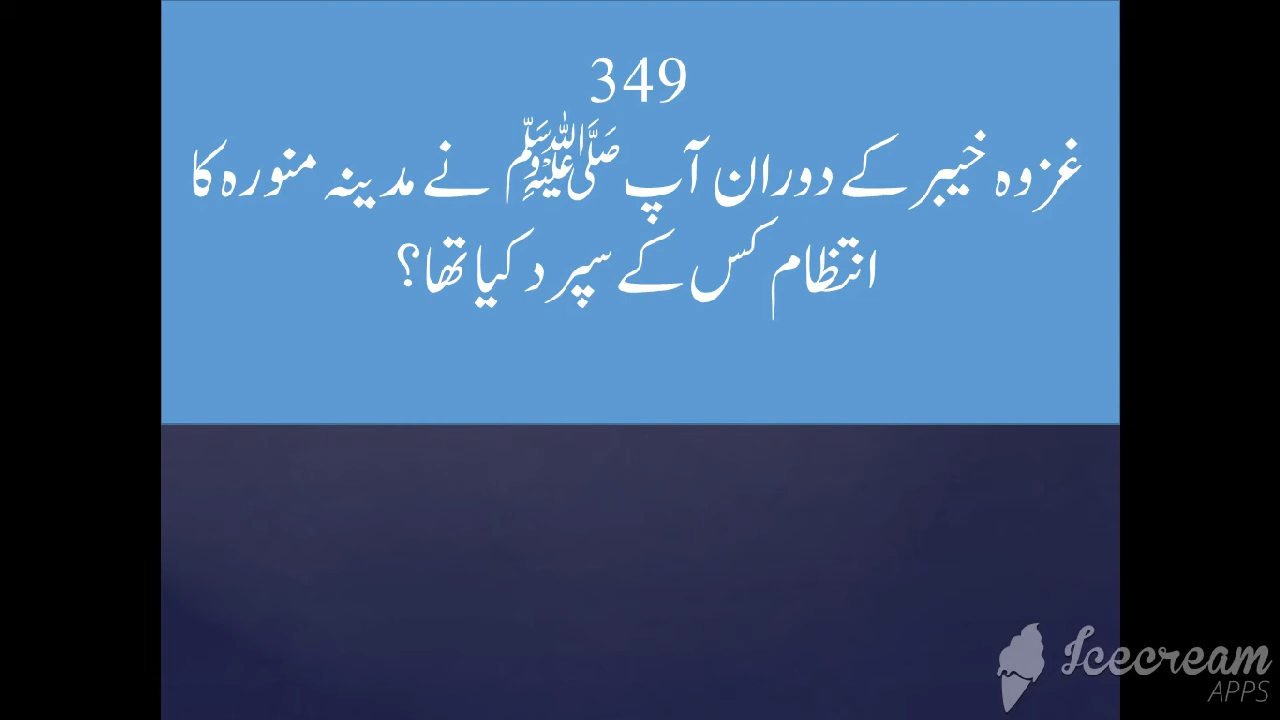 349
غزوہ خیبر کے دوران آپ ﷺ نے مدینہ منورہ کا
انتظام کس کے سپرد کیا تھا؟
Icecream
APPS